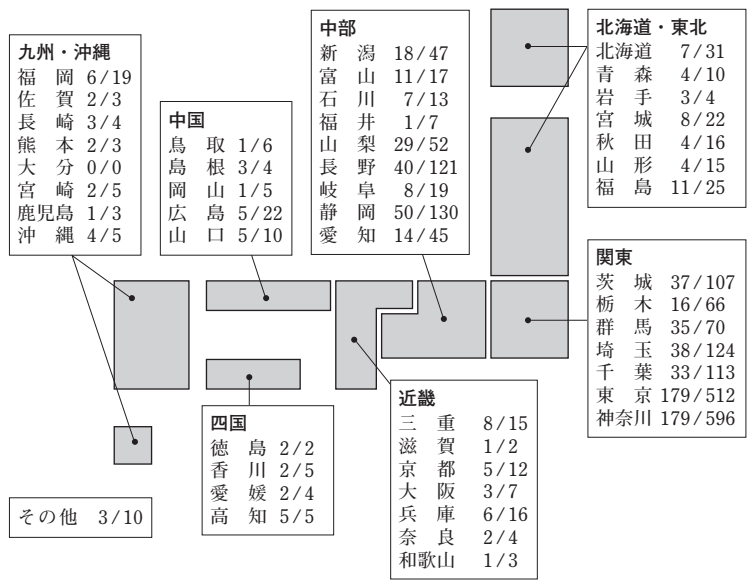 九州・沖縄
福岡 6/19
佐賀 2/3
長崎 3/4
熊本 2/3
大分 0/0
宮崎 2/5
鹿児島 1/3
沖縄 4/5
中国
鳥取 1/6
島根 3/4
岡山 1/5
広島 5/22
山口 5/10
中部
新潟 18/47
富山 11/17
石川 7/13
福井 1/7
山梨 29/52
長野 40/121
岐阜 8/19
静岡 50/130
愛知 14/45
北海道・東北
北海道 7/31
青森 4/10
岩手 3/4
宮城 8/22
秋田 4/16
山形 4/15
福島 11/25
関東
茨城 37/107
栃木 16/66
群馬 35/70
埼玉 38/124
千葉 33/113
東京 179/512
神奈川 179/596
四国
徳島 2/2
香川 2/5
愛媛 2/4
高知 5/5
近畿
三重 8/15
滋賀 1/2
京都 5/12
大阪 3/7
兵庫 6/16
奈良 2/4
和歌山 1/3
その他 3/10